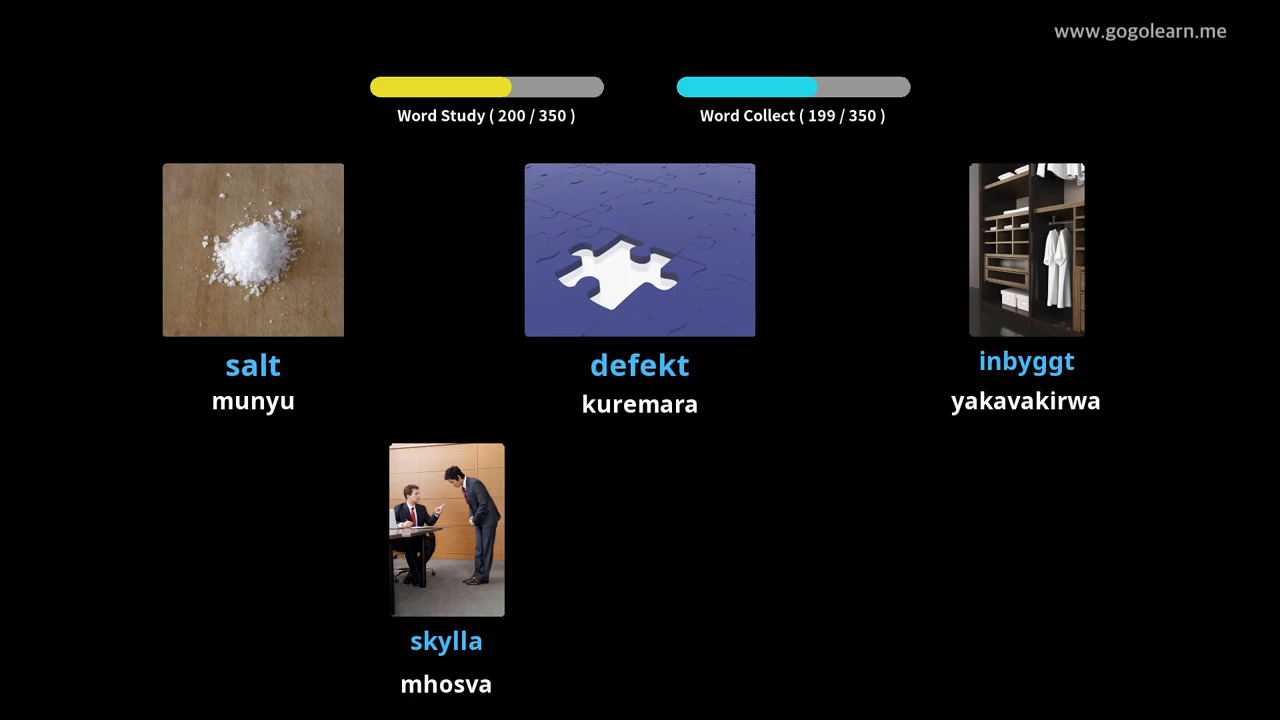 www.gogolearn.me
Word Study ( 200 / 350 )
Word Collect ( 199 / 350 )
salt
munyu
defekt
kuremara
inbyggt
yakavakirwa
skylla
mhosva